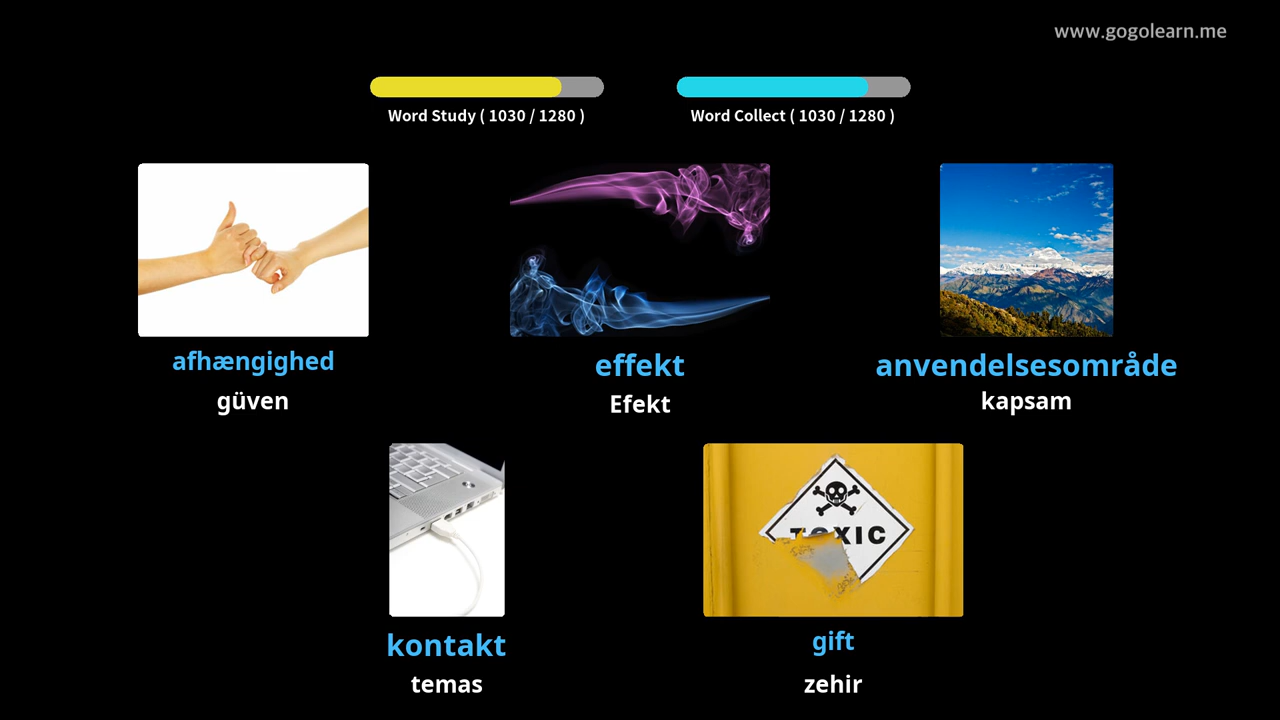 www.gogolearn.me
Word Study ( 1030 / 1280 )
Word Collect ( 1030 / 1280 )
afhængighed
effekt
anvendelsesområde
güven
Efekt
kapsam
TOXIC
kontakt
gift
temas
zehir